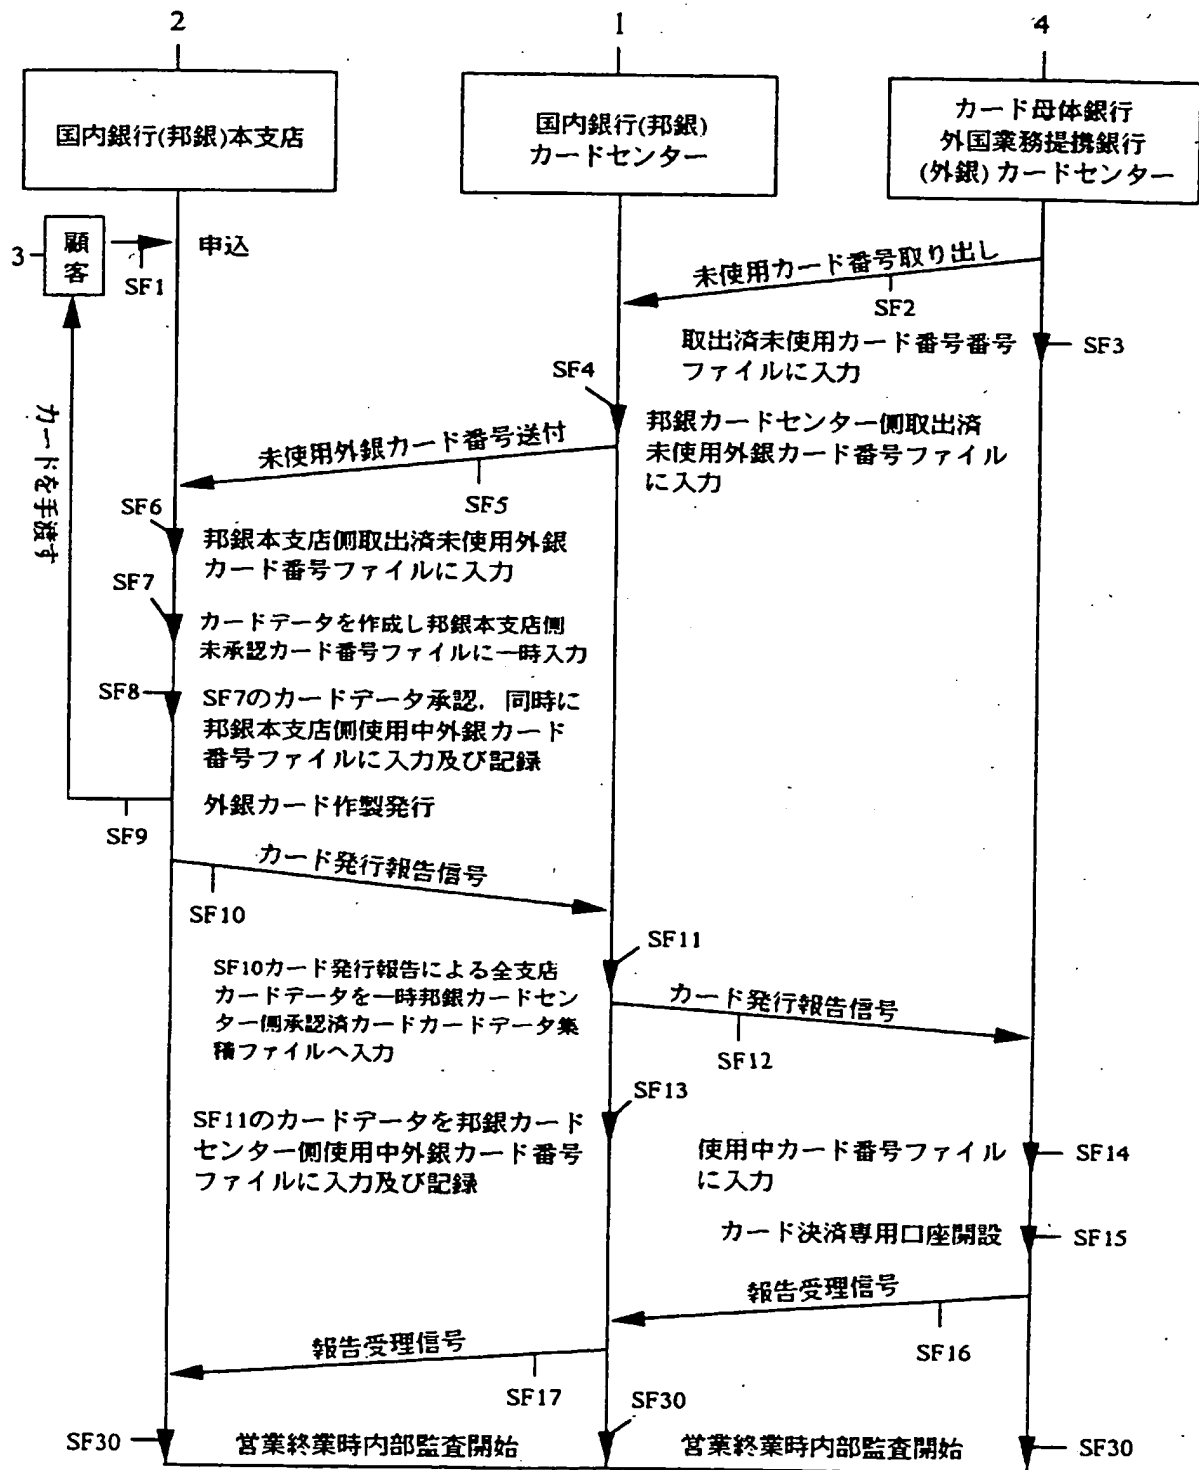 2
1
4
国内銀行(邦銀)本支店
国内銀行(邦銀)
カードセンター
カード母体銀行
外国業務提携銀行
(外銀)カードセンター
3
顧
客
申込
SF1
未使用カード番号取り出し
SF2
取出済未使用カード番号番号
ファイルに入力
SF3
SF4
邦銀カードセンター側取出済
未使用外銀カード番号ファイル
に入力
未使用外銀カード番号送付
SF5
カードを手渡す
SF6
邦銀本支店側取出済未使用外銀
カード番号ファイルに入力
SF7
カードデータを作成し邦銀本支店側
未承認カード番号ファイルに一時入力
SF8
SF7のカードデータ承認, 同時に
邦銀本支店側使用中外銀カード
番号ファイルに入力及び記録
外銀カード作製発行
SF9
カード発行報告信号
SF10
SF11
SF10カード発行報告による全支店
カードデータを一時邦銀カードセン
ター側承認済カードカードデータ集
積ファイルへ入力
カード発行報告信号
SF12
SF13
SF11のカードデータを邦銀カード
センター側使用中外銀カード番号
ファイルに入力及び記録
使用中カード番号ファイル
に入力
SF14
カード決済専用口座開設
SF15
報告受理信号
SF16
報告受理信号
SF17
SF30
営業終業時内部監査開始
SF30
営業終業時内部監査開始
SF30